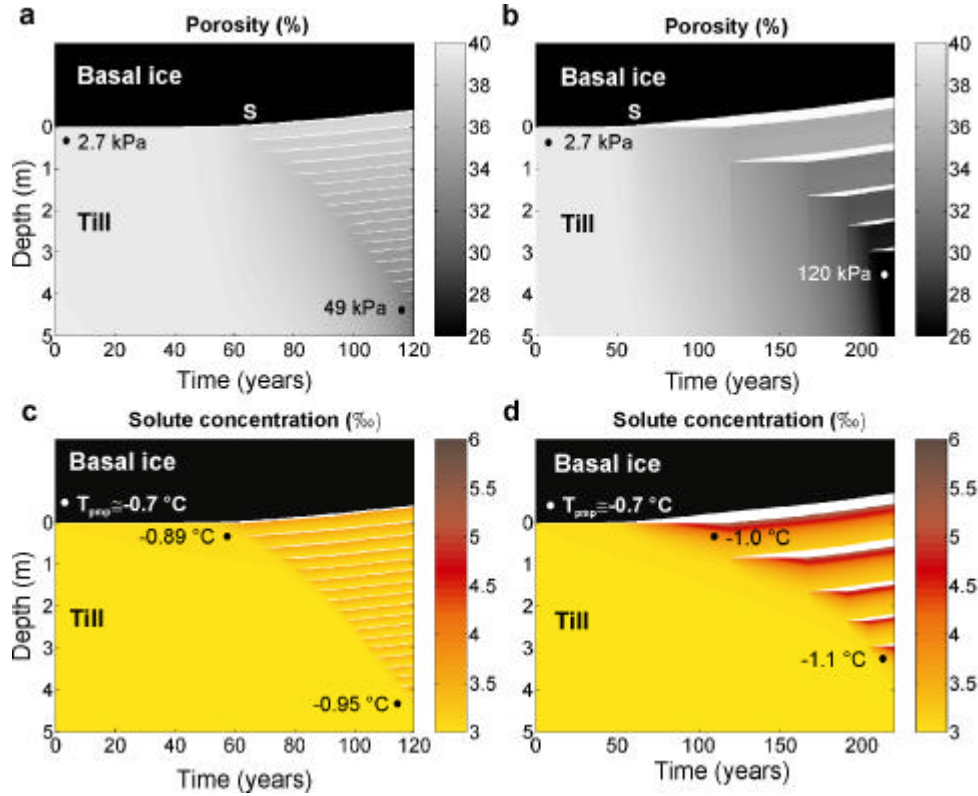 a
Porosity (%)
Basal ice
S
2.7 kPa
Till
49 kPa
Depth (m)
0
1
2
3
4
5
0 20 40 60 80 100 120
Time (years)
40
38
36
34
32
30
28
26
b
Porosity (%)
Basal ice
S
2.7 kPa
Till
120 kPa
0
1
2
3
4
5
0 50 100 150 200
Time (years)
40
38
36
34
32
30
28
26
c
Solute concentration (‰)
Basal ice
Tpmp≅-0.7 °C
-0.89 °C
Till
-0.95 °C
Depth (m)
0
1
2
3
4
5
0 20 40 60 80 100 120
Time (years)
6
5.5
5
4.5
4
3.5
3
d
Solute concentration (‰)
Basal ice
Tpmp≅-0.7 °C
-1.0 °C
Till
-1.1 °C
0
1
2
3
4
5
0 50 100 150 200
Time (years)
6
5.5
5
4.5
4
3.5
3